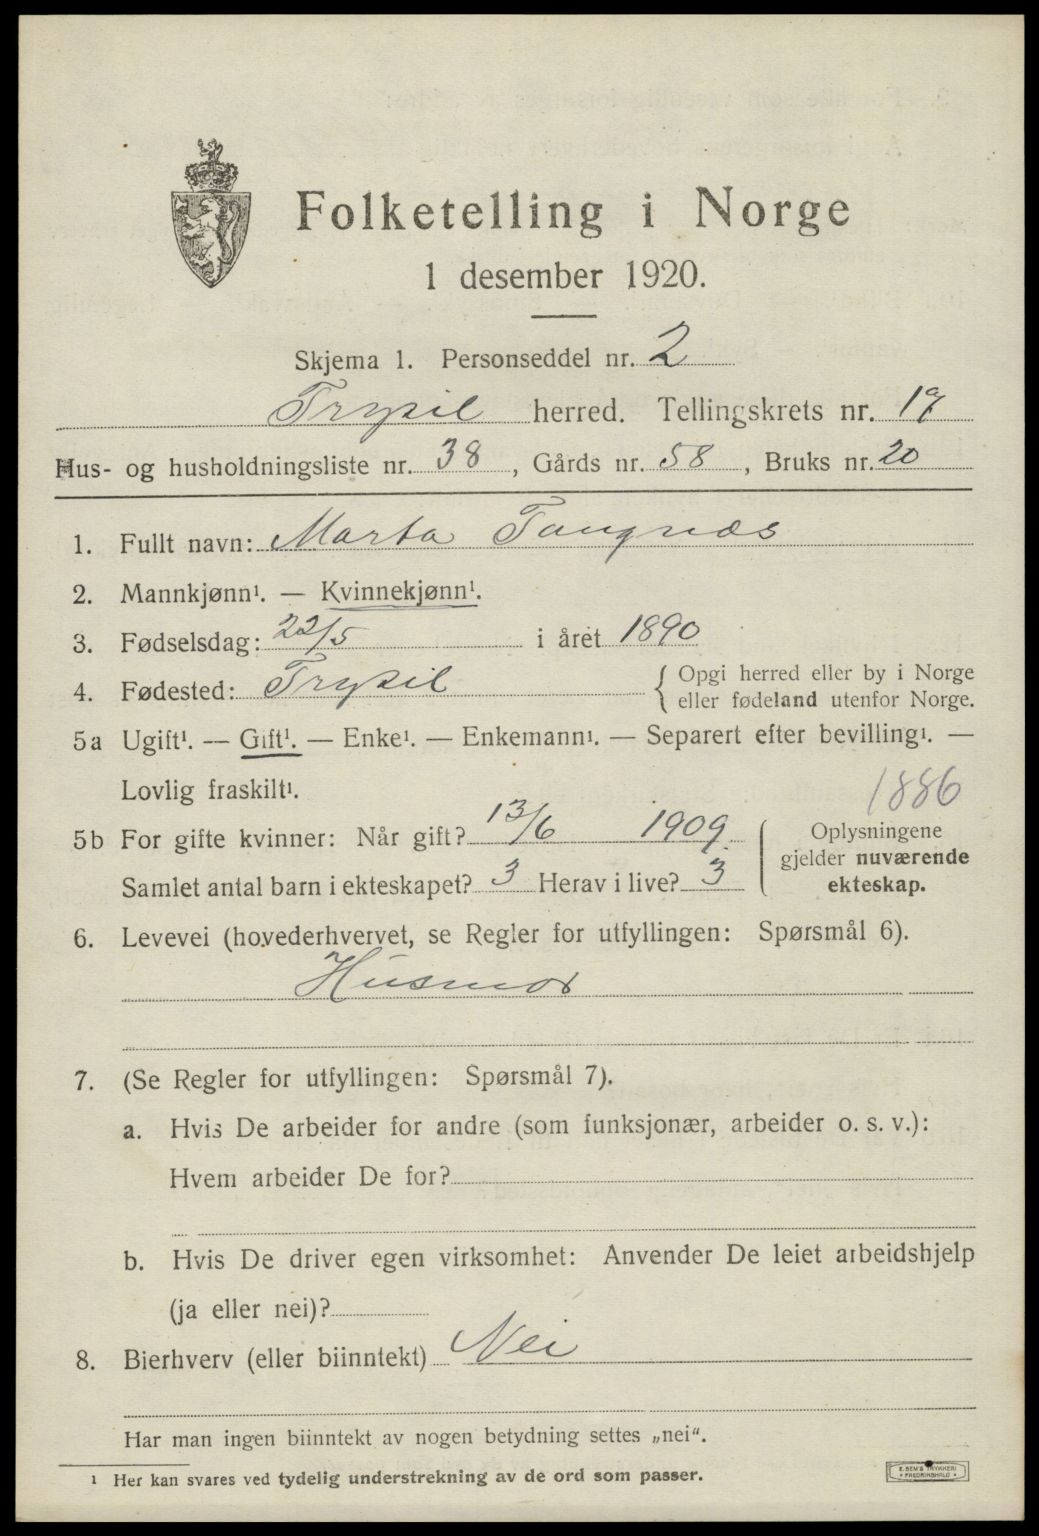 Folketelling i Norge
1 desember 1920.
Skjema 1. Personseddel nr. 2
Trysil herred. Tellingskrets nr. 17
Hus- og husholdningsliste nr. 38, Gårds nr. 58, Bruks nr. 20
1. Fullt navn: Marta Tangnæs
2. Mannkjønn¹. — Kvinnekjønn¹.
3. Fødselsdag: 22/5 i året 1890
4. Fødested: Trysil { Opgi herred eller by i Norge
eller fødeland utenfor Norge.
5a Ugift¹. — Gift¹. — Enke¹. — Enkemann¹. — Separert efter bevilling¹. —
Lovlig fraskilt¹.
1886
5b For gifte kvinner: Når gift? 13/6 1909. { Oplysningene
gjelder nuværende
Samlet antal barn i ekteskapet? 3 Herav i live? 3 ekteskap.
6. Levevei (hovederhvervet, se Regler for utfyllingen: Spørsmål 6).
Husmor
7. (Se Regler for utfyllingen: Spørsmål 7).
a. Hvis De arbeider for andre (som funksjonær, arbeider o. s. v.):
Hvem arbeider De for?
b. Hvis De driver egen virksomhet: Anvender De leiet arbeidshjelp
(ja eller nei)?
8. Bierhverv (eller biinntekt) Nei
Har man ingen biinntekt av nogen betydning settes „nei".
¹ Her kan svares ved tydelig understrekning av de ord som passer.
E. SEM'S TRYKKERI
FREDRIKSHALD